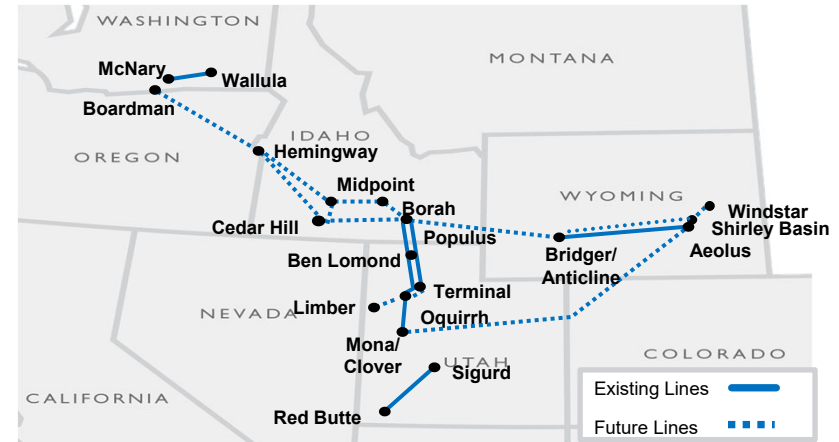 WASHINGTON
MONTANA
McNary
Wallula
Boardman
IDAHO
OREGON
Hemingway
Midpoint
WYOMING
Borah
Windstar
Cedar Hill
Populus
Shirley Basin
Bridger/
Aeolus
Ben Lomond
Anticline
Terminal
Limber
NEVADA
Oquirrh
Mona/
Clover
UTAH
Sigurd
COLORADO
CALIFORNIA
Existing Lines
Red Butte
Future Lines